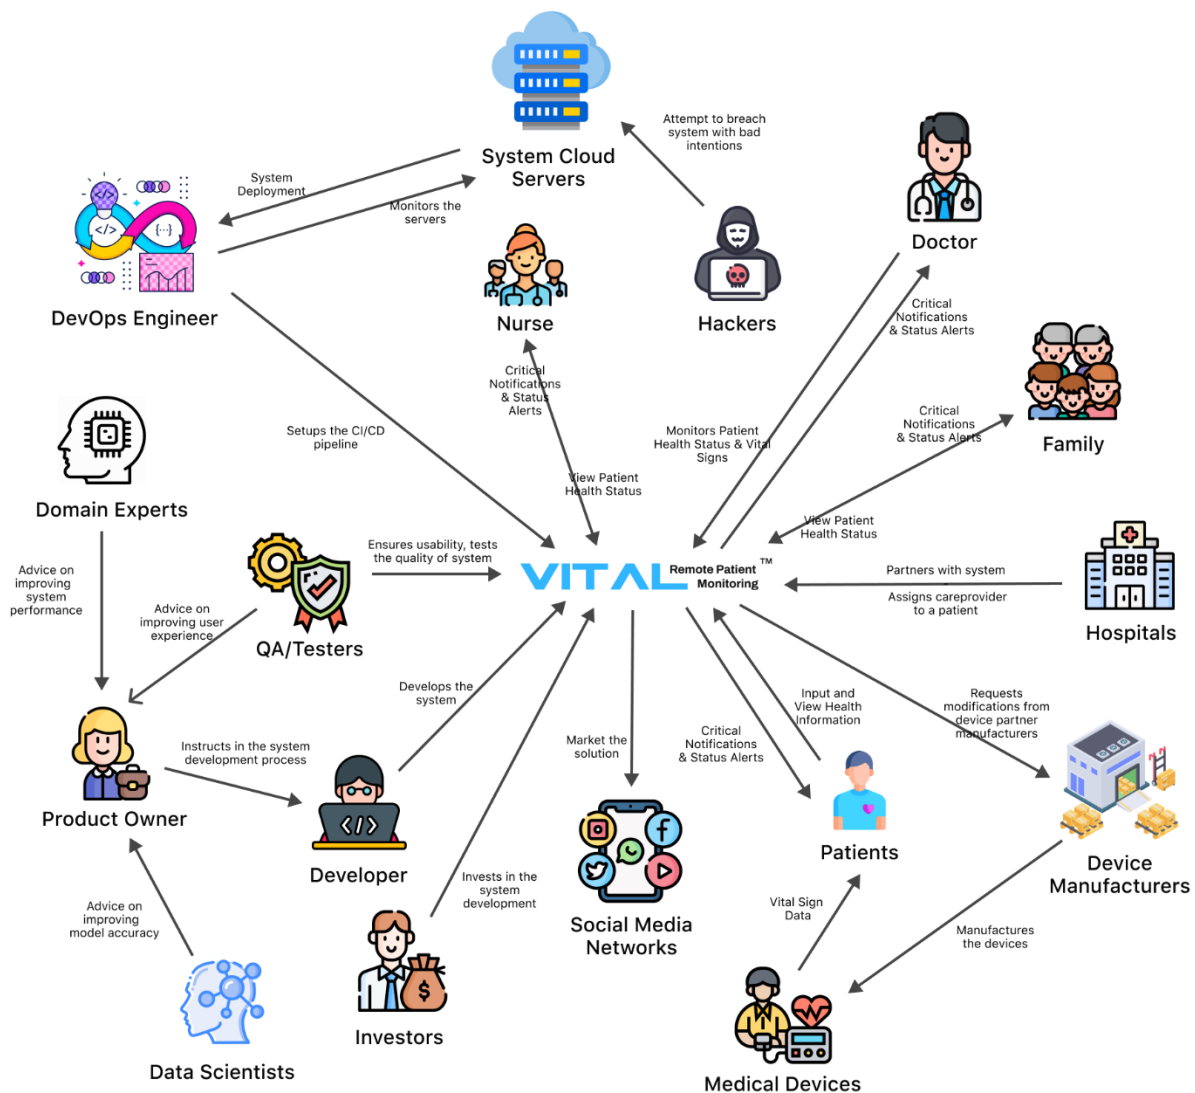 Attempt to breach
system with bad
intentions
System Cloud
Servers
System
Deployment
Monitors the
servers
Doctor
DevOps Engineer
Nurse
Hackers
Critical
Notifications
& Status Alerts
Critical
Notifications
& Status
Alerts
Setups the CI/CD
pipeline
Monitors Patient
Health Status & Vital
Signs
Critical
Notifications
& Status Alerts
Family
View Patient
Health Status
Domain Experts
View Patient
Health Status
Ensures usability, tests
the quality of system
VITAL Remote Patient ™
Monitoring
Partners with system
Assigns careprovider
to a patient
Hospitals
Advice on
improving
system
performance
Advice on
improving user
experience
QA/Testers
Develops the
system
Input and
View Health
Information
Requests
modifications from
device partner
manufacturers
Instructs in the system
development process
Market the
solution
Critical
Notifications
& Status Alerts
Product Owner
Developer
Patients
Device
Manufacturers
Advice on
improving
model accuracy
Invests in the
system
development
Social Media
Networks
Vital Sign
Data
Manufactures
the devices
Investors
Data Scientists
Medical Devices